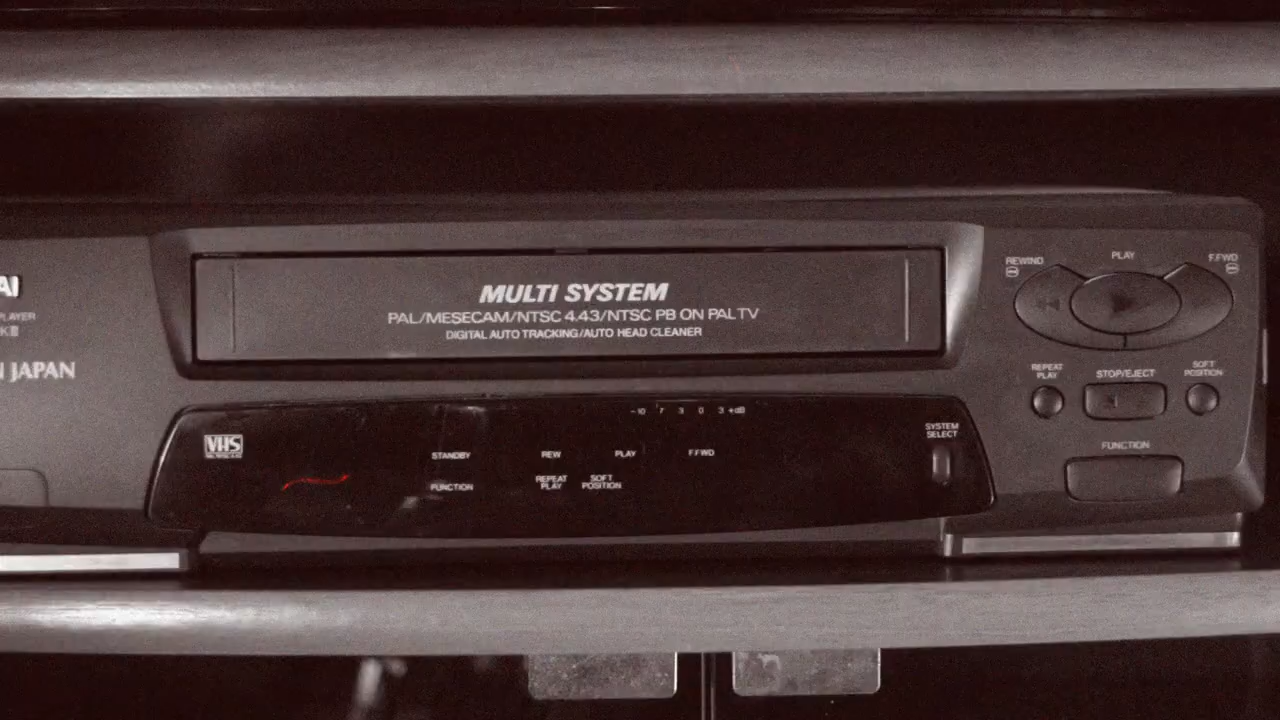 AI
PLAYER
N JAPAN
MULTI SYSTEM
PAL/MESECAM/NTSC 4.43/NTSC PB ON PAL TV
DIGITAL AUTO TRACKING/AUTO HEAD CLEANER
REWIND
PLAY
F.FWD
REPEAT
PLAY
STOP/EJECT
SOFT
POSITION
FUNCTION
VHS
-10 7 3 0 3 +dB
SYSTEM
SELECT
STANDBY
REW
PLAY
F.FWD
FUNCTION
REPEAT
PLAY
SOFT
POSITION